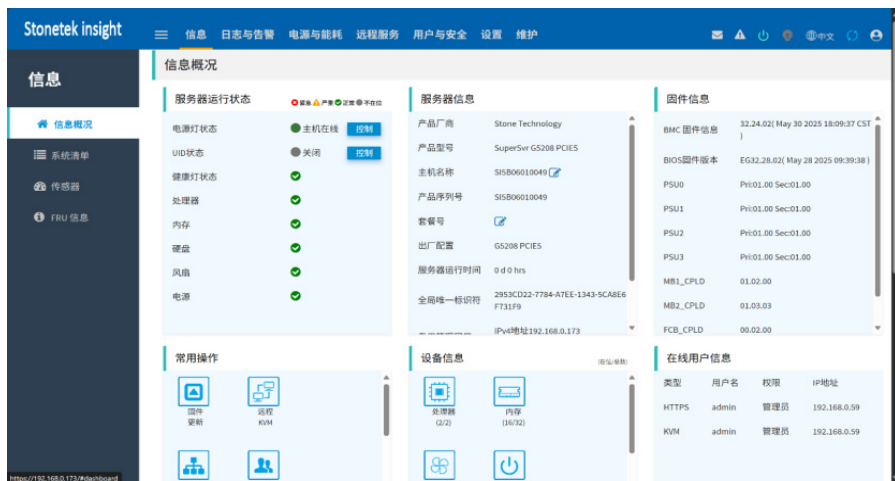 Stonetek insight
信息 日志与告警 电源与能耗 远程服务 用户与安全 设置 维护
中文
信息
信息概况
系统清单
传感器
FRU 信息
信息概况
服务器运行状态
紧急 严重 正常 不在位
电源灯状态 主机在线 控制
UID状态 关闭 控制
健康灯状态
处理器
内存
硬盘
风扇
电源
服务器信息
产品厂商 Stone Technology
产品型号 SuperSvr G5208 PCIE5
主机名称 SI5B06010049
产品序列号 SI5B06010049
套餐号
出厂配置 G5208 PCIE5
服务器运行时间 0 d 0 hrs
全局唯一标识符 2953CD22-7784-A7EE-1343-5CA8E6
F731F9
IPv4地址192.168.0.173
固件信息
BMC 固件信息 32.24.02( May 30 2025 18:09:37 CST
)
BIOS固件版本 EG32.28.02( May 28 2025 09:39:38 )
PSU0 Pri:01.00 Sec:01.00
PSU1 Pri:01.00 Sec:01.00
PSU2 Pri:01.00 Sec:01.00
PSU3 Pri:01.00 Sec:01.00
MB1_CPLD 01.02.00
MB2_CPLD 01.03.03
FCB_CPLD 00.02.00
常用操作
固件
更新
远程
KVM
设备信息
(在位/总数)
处理器
(2/2)
内存
(16/32)
在线用户信息
类型 用户名 权限 IP地址
HTTPS admin 管理员 192.168.0.59
KVM admin 管理员 192.168.0.59
https://192.168.0.173/#dashboard